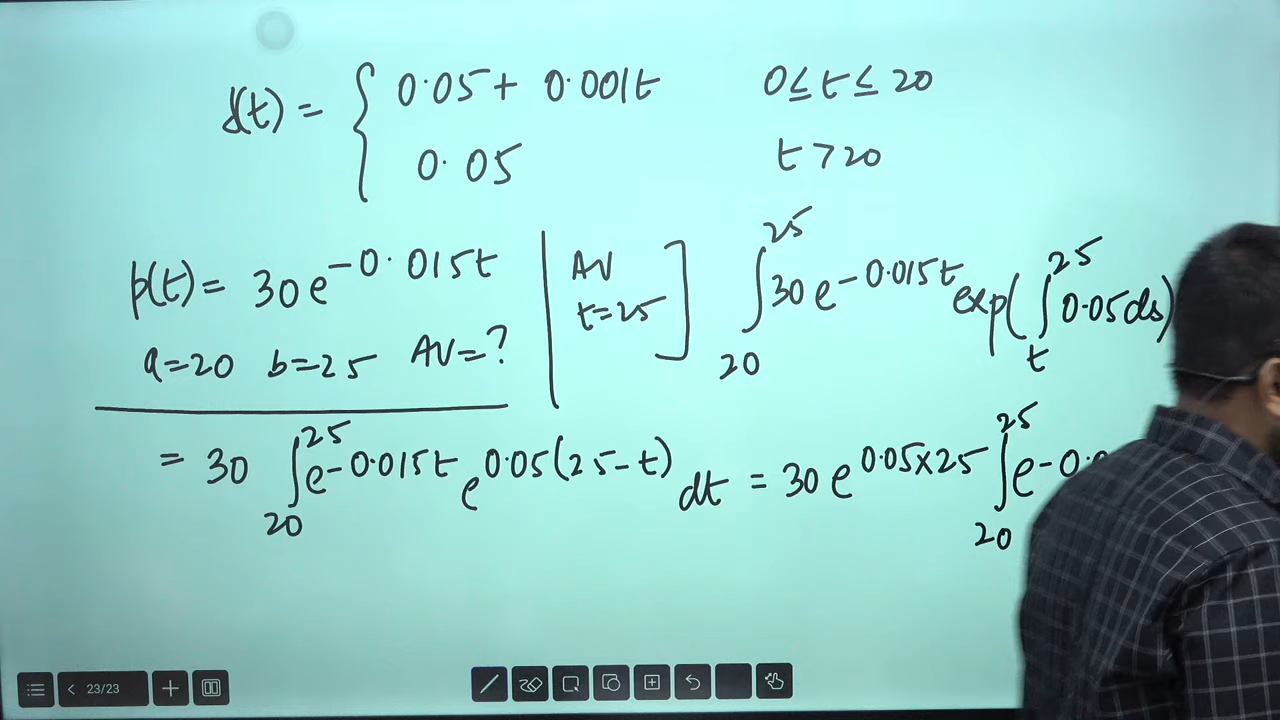 δ(t) = { 0.05 + 0.001t 0 ≤ t ≤ 20
0.05 t > 20
p(t) = 30e^{-0.015t} | AV t=25 ] ∫_{20}^{25} 30e^{-0.015t} exp(∫_{t}^{25} 0.05ds)
a=20 b=25 AV=?
= 30 ∫_{20}^{25} e^{-0.015t} e^{0.05(25-t)} dt = 30e^{0.05×25} ∫_{20}^{25} e^{-0.0
23/23